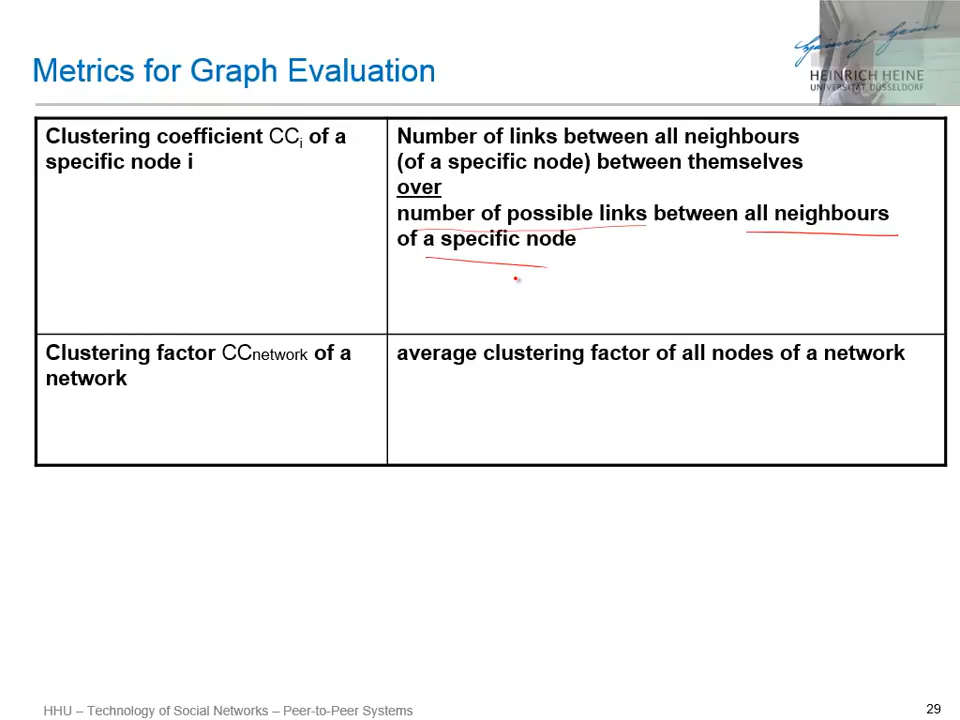 Metrics for Graph Evaluation
Heinrich Heine
HEINRICH HEINE
UNIVERSITÄT DÜSSELDORF
Clustering coefficient CCi of a
specific node i
Number of links between all neighbours
(of a specific node) between themselves
over
number of possible links between all neighbours
of a specific node
Clustering factor CCnetwork of a
network
average clustering factor of all nodes of a network
HHU – Technology of Social Networks – Peer-to-Peer Systems
29